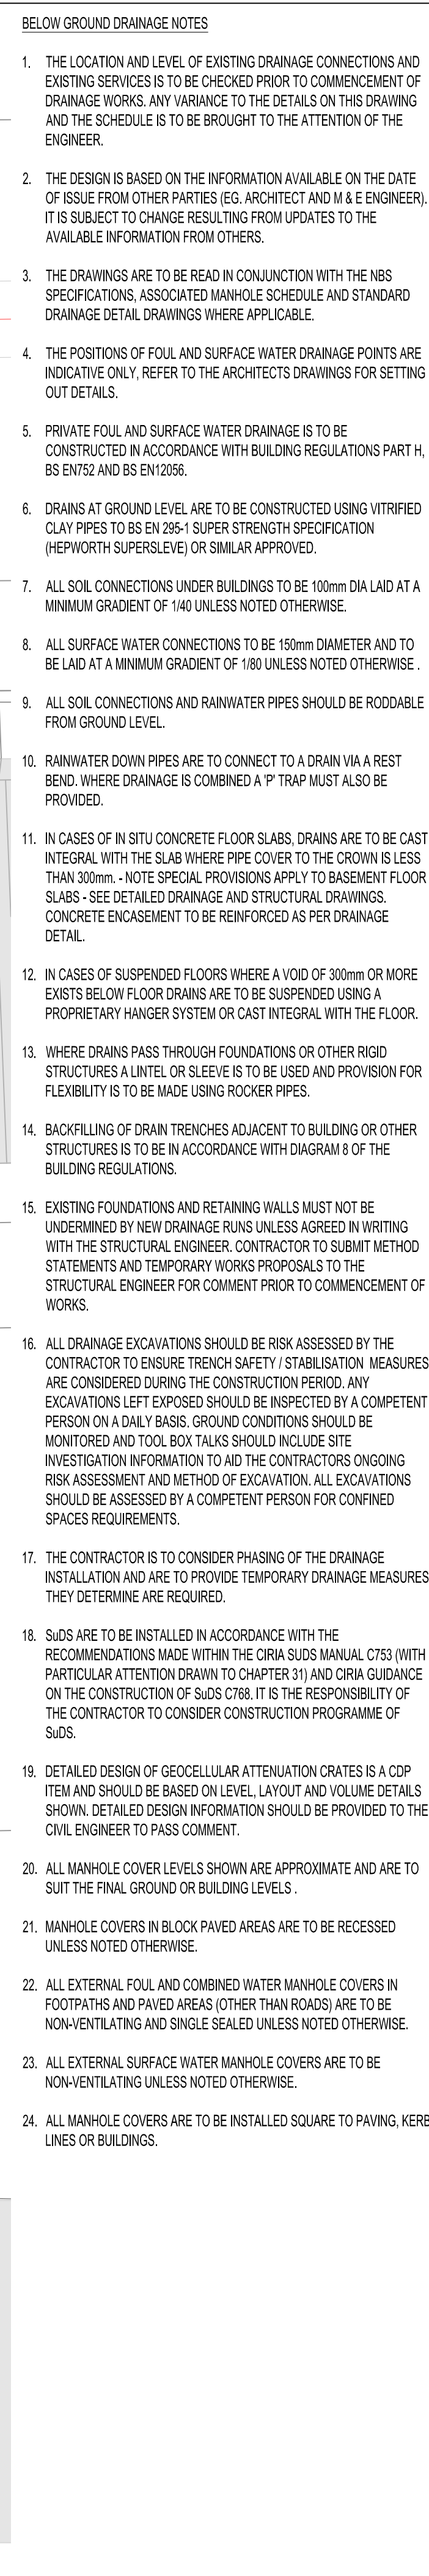 BELOW GROUND DRAINAGE NOTES
1. THE LOCATION AND LEVEL OF EXISTING DRAINAGE CONNECTIONS AND
EXISTING SERVICES IS TO BE CHECKED PRIOR TO COMMENCEMENT OF
DRAINAGE WORKS. ANY VARIANCE TO THE DETAILS ON THIS DRAWING
AND THE SCHEDULE IS TO BE BROUGHT TO THE ATTENTION OF THE
ENGINEER.
2. THE DESIGN IS BASED ON THE INFORMATION AVAILABLE ON THE DATE
OF ISSUE FROM OTHER PARTIES (EG. ARCHITECT AND M & E ENGINEER).
IT IS SUBJECT TO CHANGE RESULTING FROM UPDATES TO THE
AVAILABLE INFORMATION FROM OTHERS.
3. THE DRAWINGS ARE TO BE READ IN CONJUNCTION WITH THE NBS
SPECIFICATIONS, ASSOCIATED MANHOLE SCHEDULE AND STANDARD
DRAINAGE DETAIL DRAWINGS WHERE APPLICABLE.
4. THE POSITIONS OF FOUL AND SURFACE WATER DRAINAGE POINTS ARE
INDICATIVE ONLY, REFER TO THE ARCHITECTS DRAWINGS FOR SETTING
OUT DETAILS.
5. PRIVATE FOUL AND SURFACE WATER DRAINAGE IS TO BE
CONSTRUCTED IN ACCORDANCE WITH BUILDING REGULATIONS PART H,
BS EN752 AND BS EN12056.
6. DRAINS AT GROUND LEVEL ARE TO BE CONSTRUCTED USING VITRIFIED
CLAY PIPES TO BS EN 295-1 SUPER STRENGTH SPECIFICATION
(HEPWORTH SUPERSLEVE) OR SIMILAR APPROVED.
7. ALL SOIL CONNECTIONS UNDER BUILDINGS TO BE 100mm DIA LAID AT A
MINIMUM GRADIENT OF 1/40 UNLESS NOTED OTHERWISE.
8. ALL SURFACE WATER CONNECTIONS TO BE 150mm DIAMETER AND TO
BE LAID AT A MINIMUM GRADIENT OF 1/80 UNLESS NOTED OTHERWISE .
9. ALL SOIL CONNECTIONS AND RAINWATER PIPES SHOULD BE RODDABLE
FROM GROUND LEVEL.
10. RAINWATER DOWN PIPES ARE TO CONNECT TO A DRAIN VIA A REST
BEND. WHERE DRAINAGE IS COMBINED A 'P' TRAP MUST ALSO BE
PROVIDED.
11. IN CASES OF IN SITU CONCRETE FLOOR SLABS, DRAINS ARE TO BE CAST
INTEGRAL WITH THE SLAB WHERE PIPE COVER TO THE CROWN IS LESS
THAN 300mm. - NOTE SPECIAL PROVISIONS APPLY TO BASEMENT FLOOR
SLABS - SEE DETAILED DRAINAGE AND STRUCTURAL DRAWINGS.
CONCRETE ENCASEMENT TO BE REINFORCED AS PER DRAINAGE
DETAIL.
12. IN CASES OF SUSPENDED FLOORS WHERE A VOID OF 300mm OR MORE
EXISTS BELOW FLOOR DRAINS ARE TO BE SUSPENDED USING A
PROPRIETARY HANGER SYSTEM OR CAST INTEGRAL WITH THE FLOOR.
13. WHERE DRAINS PASS THROUGH FOUNDATIONS OR OTHER RIGID
STRUCTURES A LINTEL OR SLEEVE IS TO BE USED AND PROVISION FOR
FLEXIBILITY IS TO BE MADE USING ROCKER PIPES.
14. BACKFILLING OF DRAIN TRENCHES ADJACENT TO BUILDING OR OTHER
STRUCTURES IS TO BE IN ACCORDANCE WITH DIAGRAM 8 OF THE
BUILDING REGULATIONS.
15. EXISTING FOUNDATIONS AND RETAINING WALLS MUST NOT BE
UNDERMINED BY NEW DRAINAGE RUNS UNLESS AGREED IN WRITING
WITH THE STRUCTURAL ENGINEER. CONTRACTOR TO SUBMIT METHOD
STATEMENTS AND TEMPORARY WORKS PROPOSALS TO THE
STRUCTURAL ENGINEER FOR COMMENT PRIOR TO COMMENCEMENT OF
WORKS.
16. ALL DRAINAGE EXCAVATIONS SHOULD BE RISK ASSESSED BY THE
CONTRACTOR TO ENSURE TRENCH SAFETY / STABILISATION MEASURES
ARE CONSIDERED DURING THE CONSTRUCTION PERIOD. ANY
EXCAVATIONS LEFT EXPOSED SHOULD BE INSPECTED BY A COMPETENT
PERSON ON A DAILY BASIS. GROUND CONDITIONS SHOULD BE
MONITORED AND TOOL BOX TALKS SHOULD INCLUDE SITE
INVESTIGATION INFORMATION TO AID THE CONTRACTORS ONGOING
RISK ASSESSMENT AND METHOD OF EXCAVATION. ALL EXCAVATIONS
SHOULD BE ASSESSED BY A COMPETENT PERSON FOR CONFINED
SPACES REQUIREMENTS.
17. THE CONTRACTOR IS TO CONSIDER PHASING OF THE DRAINAGE
INSTALLATION AND ARE TO PROVIDE TEMPORARY DRAINAGE MEASURES
THEY DETERMINE ARE REQUIRED.
18. SuDS ARE TO BE INSTALLED IN ACCORDANCE WITH THE
RECOMMENDATIONS MADE WITHIN THE CIRIA SUDS MANUAL C753 (WITH
PARTICULAR ATTENTION DRAWN TO CHAPTER 31) AND CIRIA GUIDANCE
ON THE CONSTRUCTION OF SuDS C768. IT IS THE RESPONSIBILITY OF
THE CONTRACTOR TO CONSIDER CONSTRUCTION PROGRAMME OF
SuDS.
19. DETAILED DESIGN OF GEOCELLULAR ATTENUATION CRATES IS A CDP
ITEM AND SHOULD BE BASED ON LEVEL, LAYOUT AND VOLUME DETAILS
SHOWN. DETAILED DESIGN INFORMATION SHOULD BE PROVIDED TO THE
CIVIL ENGINEER TO PASS COMMENT.
20. ALL MANHOLE COVER LEVELS SHOWN ARE APPROXIMATE AND ARE TO
SUIT THE FINAL GROUND OR BUILDING LEVELS .
21. MANHOLE COVERS IN BLOCK PAVED AREAS ARE TO BE RECESSED
UNLESS NOTED OTHERWISE.
22. ALL EXTERNAL FOUL AND COMBINED WATER MANHOLE COVERS IN
FOOTPATHS AND PAVED AREAS (OTHER THAN ROADS) ARE TO BE
NON-VENTILATING AND SINGLE SEALED UNLESS NOTED OTHERWISE.
23. ALL EXTERNAL SURFACE WATER MANHOLE COVERS ARE TO BE
NON-VENTILATING UNLESS NOTED OTHERWISE.
24. ALL MANHOLE COVERS ARE TO BE INSTALLED SQUARE TO PAVING, KERB
LINES OR BUILDINGS.